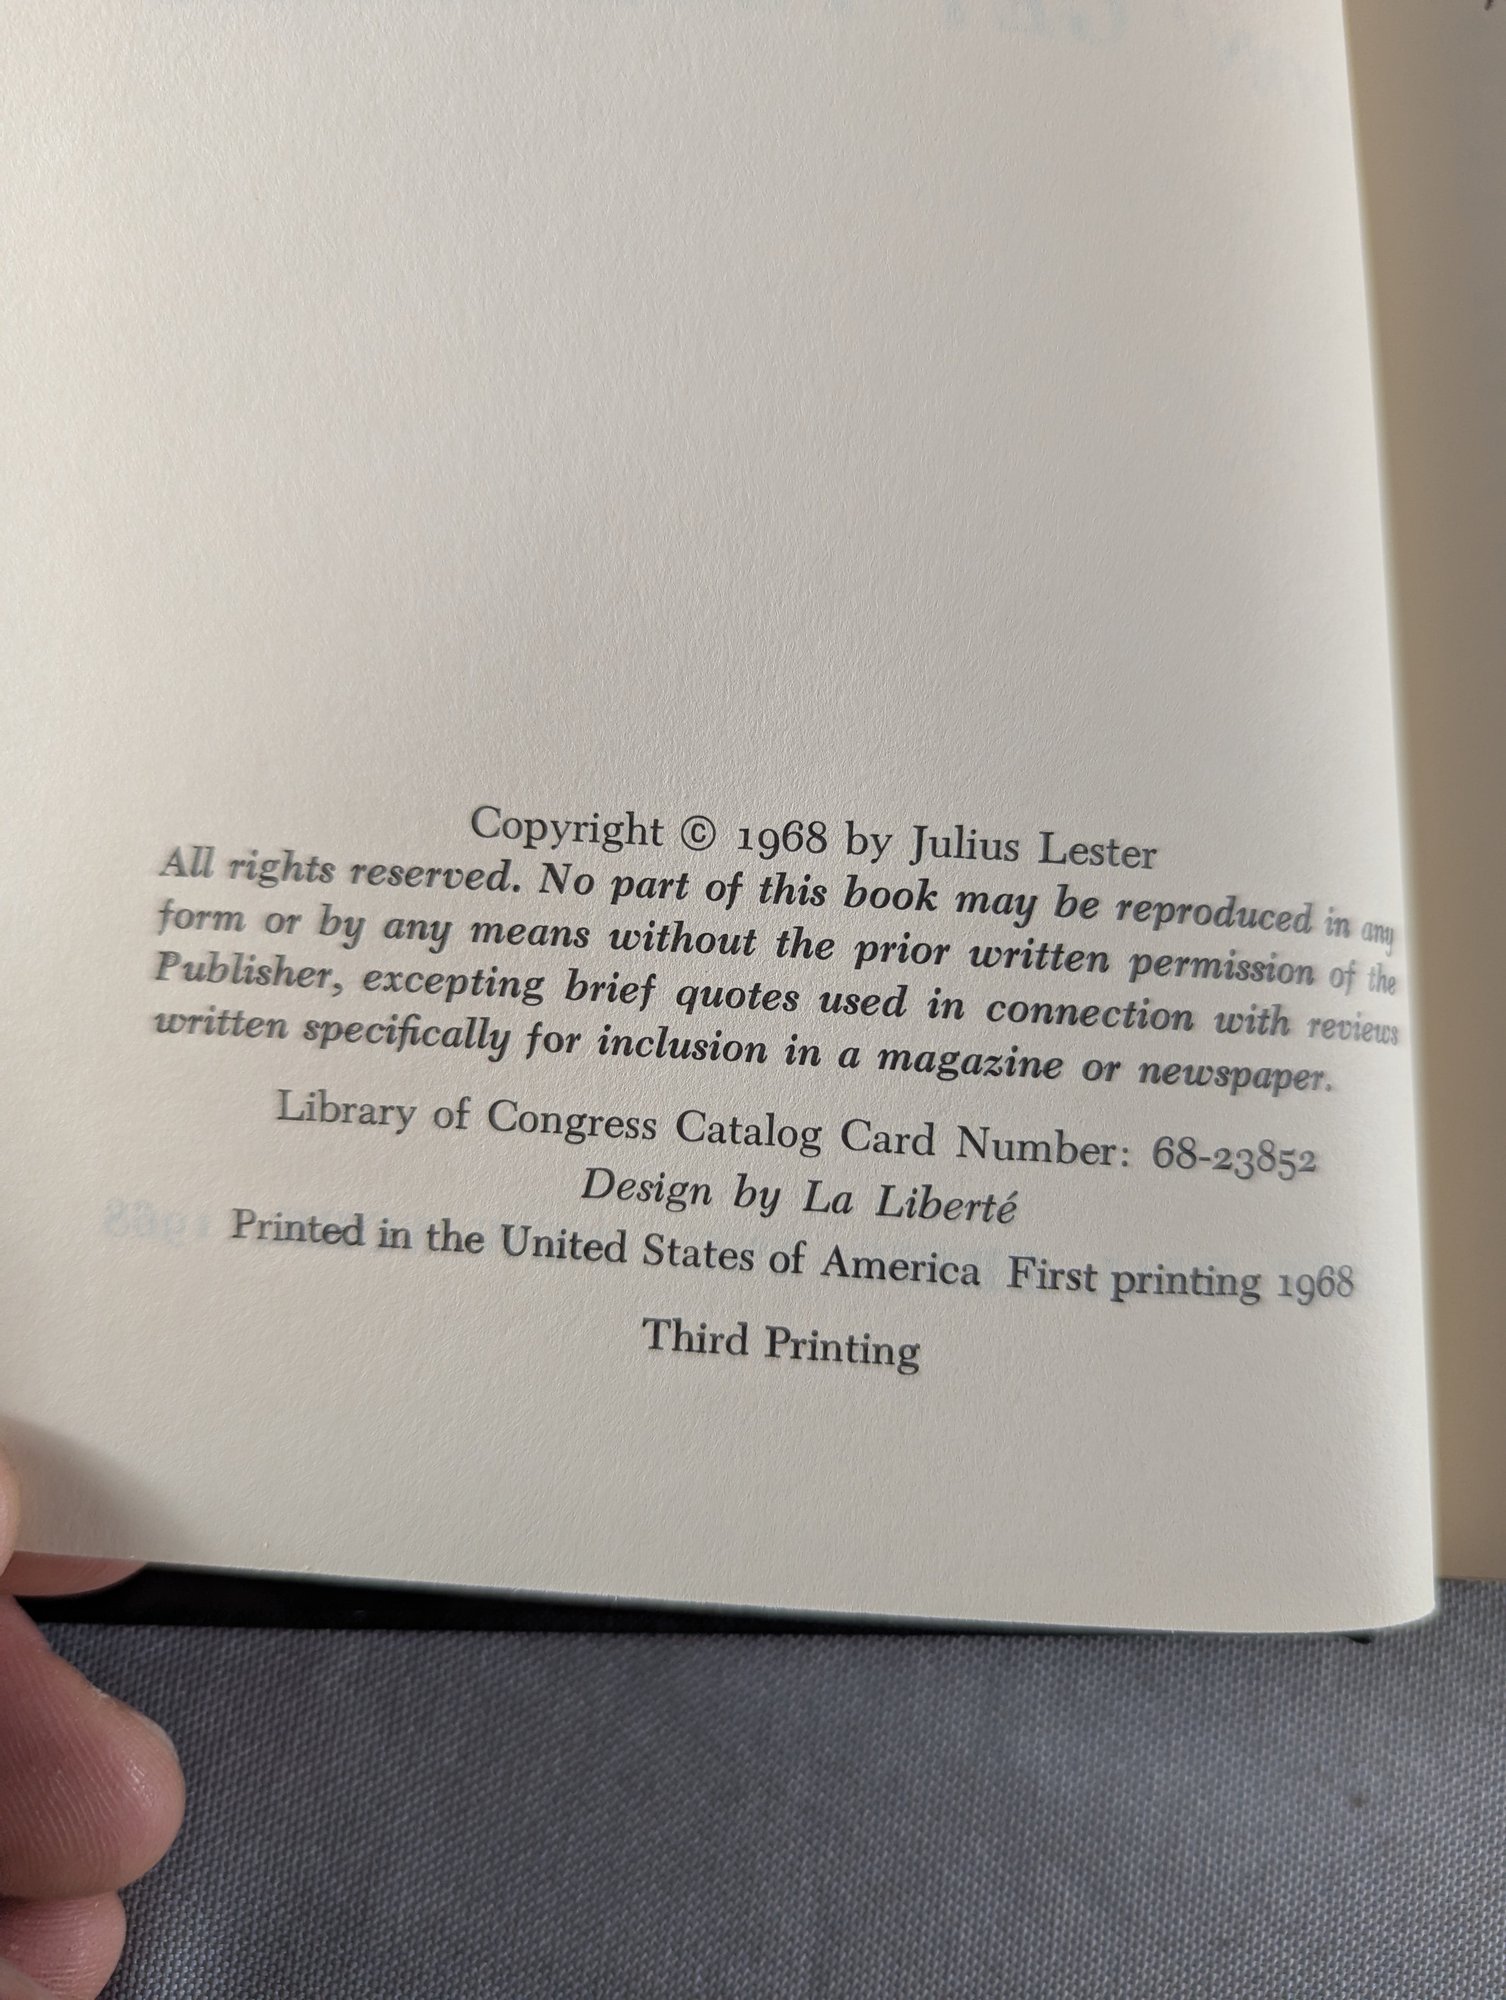 Copyright © 1968 by Julius Lester
All rights reserved. No part of this book may be reproduced in any
form or by any means without the prior written permission of the
Publisher, excepting brief quotes used in connection with reviews
written specifically for inclusion in a magazine or newspaper.
Library of Congress Catalog Card Number: 68-23852
Design by La Liberté
Printed in the United States of America First printing 1968
Third Printing